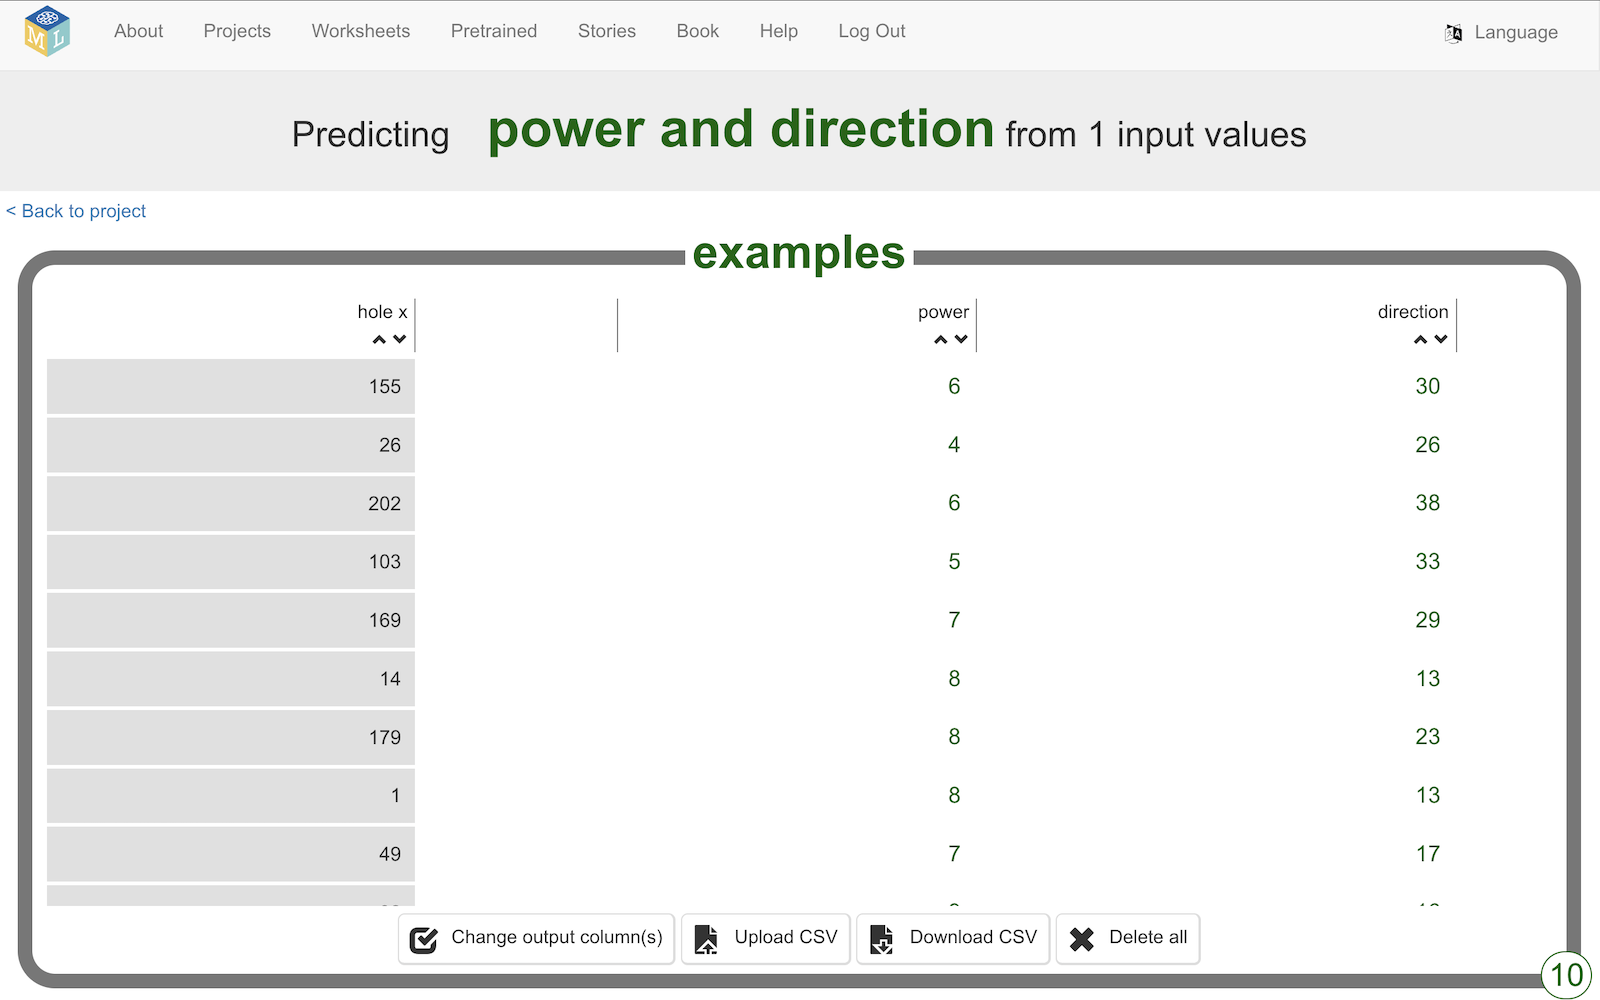 M L About Projects Worksheets Pretrained Stories Book Help Log Out Language
Predicting power and direction from 1 input values
< Back to project
examples
hole x power direction
155 6 30
26 4 26
202 6 38
103 5 33
169 7 29
14 8 13
179 8 23
1 8 13
49 7 17
Change output column(s) Upload CSV Download CSV Delete all
10